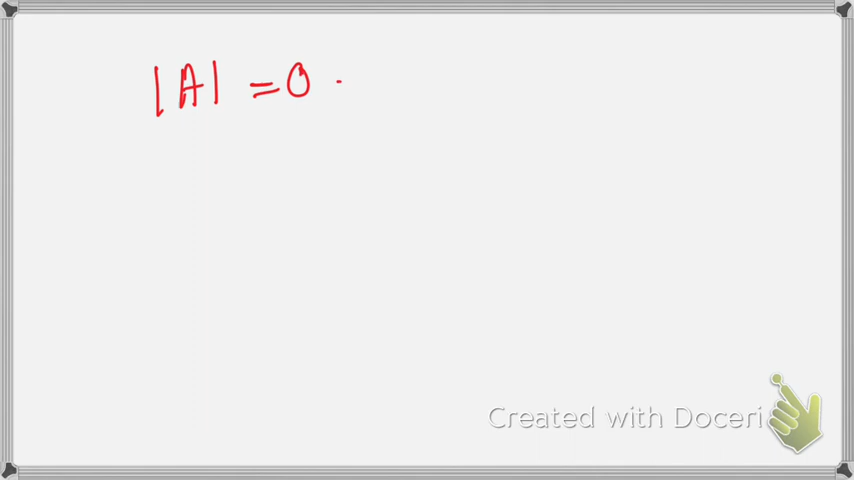 |A| = 0 .
Created with Doceri